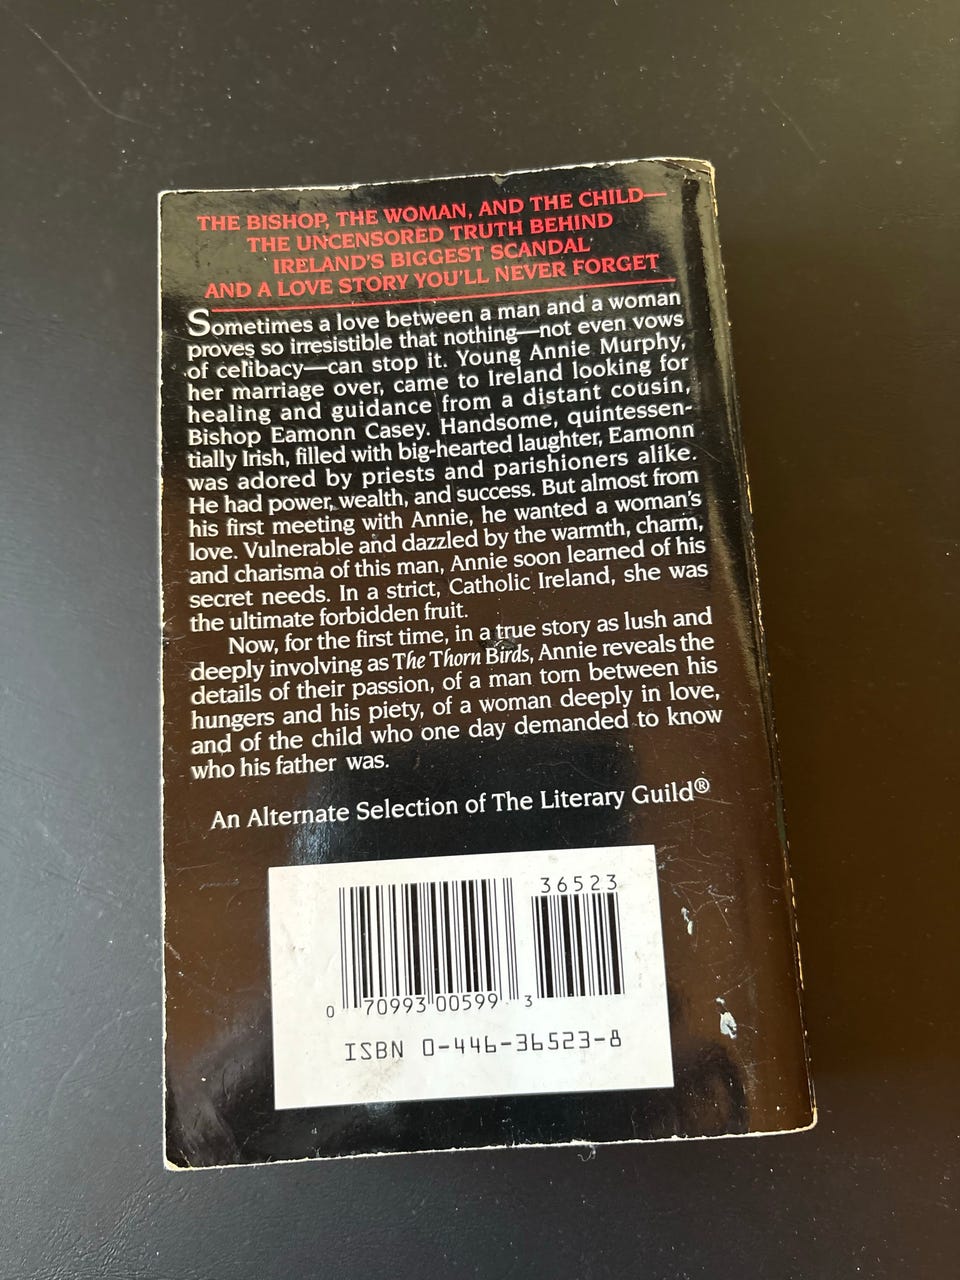 THE BISHOP, THE WOMAN, AND THE CHILD—
THE UNCENSORED TRUTH BEHIND
IRELAND'S BIGGEST SCANDAL
AND A LOVE STORY YOU'LL NEVER FORGET
Sometimes a love between a man and a woman
proves so irresistible that nothing—not even vows
of celibacy—can stop it. Young Annie Murphy,
her marriage over, came to Ireland looking for
healing and guidance from a distant cousin,
Bishop Eamonn Casey. Handsome, quintessen-
tially Irish, filled with big-hearted laughter, Eamonn
was adored by priests and parishioners alike.
He had power, wealth, and success. But almost from
his first meeting with Annie, he wanted a woman's
love. Vulnerable and dazzled by the warmth, charm,
and charisma of this man, Annie soon learned of his
secret needs. In a strict, Catholic Ireland, she was
the ultimate forbidden fruit.
Now, for the first time, in a true story as lush and
deeply involving as The Thorn Birds, Annie reveals the
details of their passion, of a man torn between his
hungers and his piety, of a woman deeply in love,
and of the child who one day demanded to know
who his father was.
An Alternate Selection of The Literary Guild®
36523
0 70993 00599 3
ISBN 0-446-36523-8